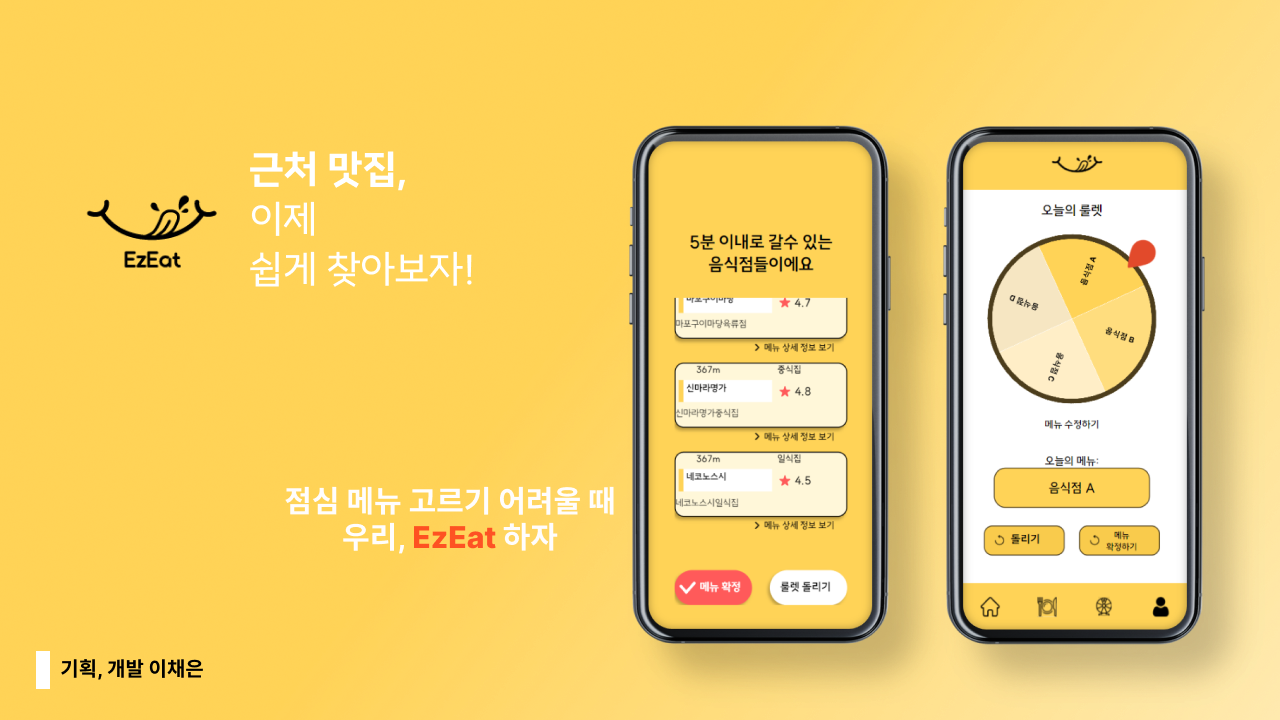 근처 맛집,
이제
쉽게 찾아보자!
EzEat
점심 메뉴 고르기 어려울 때
우리, EzEat 하자
기획, 개발 이채은
5분 이내로 갈수 있는
음식점들이에요
마포구이마당
4.7
마포구이마당육류점
메뉴 상세 정보 보기
367m 중식집
신마라명가
4.8
신마라명가중식집
메뉴 상세 정보 보기
367m 일식집
네코노스시
4.5
네코노스시일식집
메뉴 상세 정보 보기
메뉴 확정 룰렛 돌리기
오늘의 룰렛
음식점 A
음식점 B
음식점 C
음식점 D
메뉴 수정하기
오늘의 메뉴:
음식점 A
돌리기
메뉴
확정하기